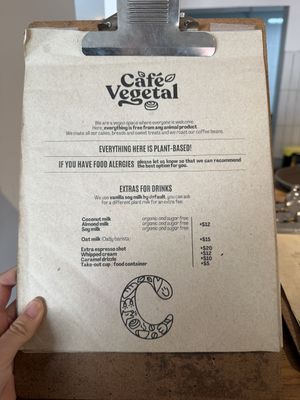 Café
Vegetal
We are a vegan space where everyone is welcome.
Here, everything is free from any animal product.
We make all our cakes, breads and sweet treats and we roast our coffee beans.
EVERYTHING HERE IS PLANT-BASED!
IF YOU HAVE FOOD ALLERGIES please let us know so that we can recommend
the best option for you.
EXTRAS FOR DRINKS
We use vanilla soy milk by default, you can ask
for a different plant milk for an extra fee.
Coconut milk organic and sugar free
Almond milk organic and sugar free +$12
Soy milk organic and sugar free
Oat milk Oatly barista +$15
Extra espresso shot +$20
Whipped cream +$12
Caramel drizzle +$10
Take-out cup / food container +$5
C